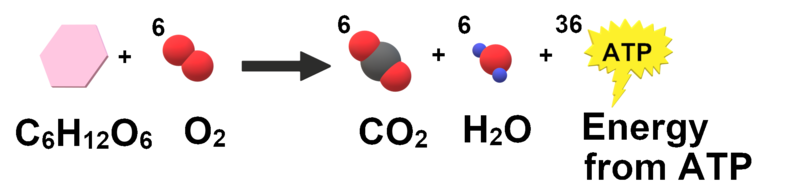 6 6 6 36
+ + + ATP
C₆H₁₂O₆ O₂ CO₂ H₂O Energy
from ATP